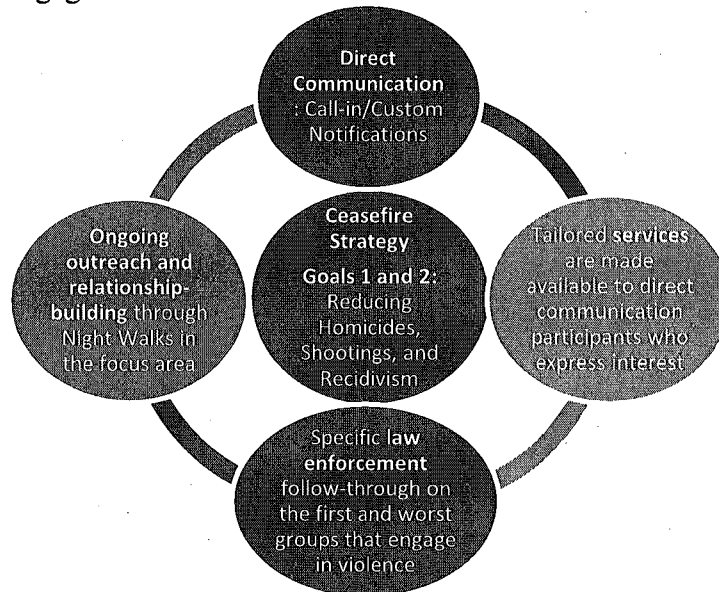 Direct
Communication
: Call-in/Custom
Notifications
Ongoing
outreach and
relationship-
building through
Night Walks in
the focus area
Ceasefire
Strategy
Goals 1 and 2:
Reducing
Homicides,
Shootings, and
Recidivism
Tailored services
are made
available to direct
communication
participants who
express interest
Specific law
enforcement
follow-through on
the first and worst
groups that engage
in violence